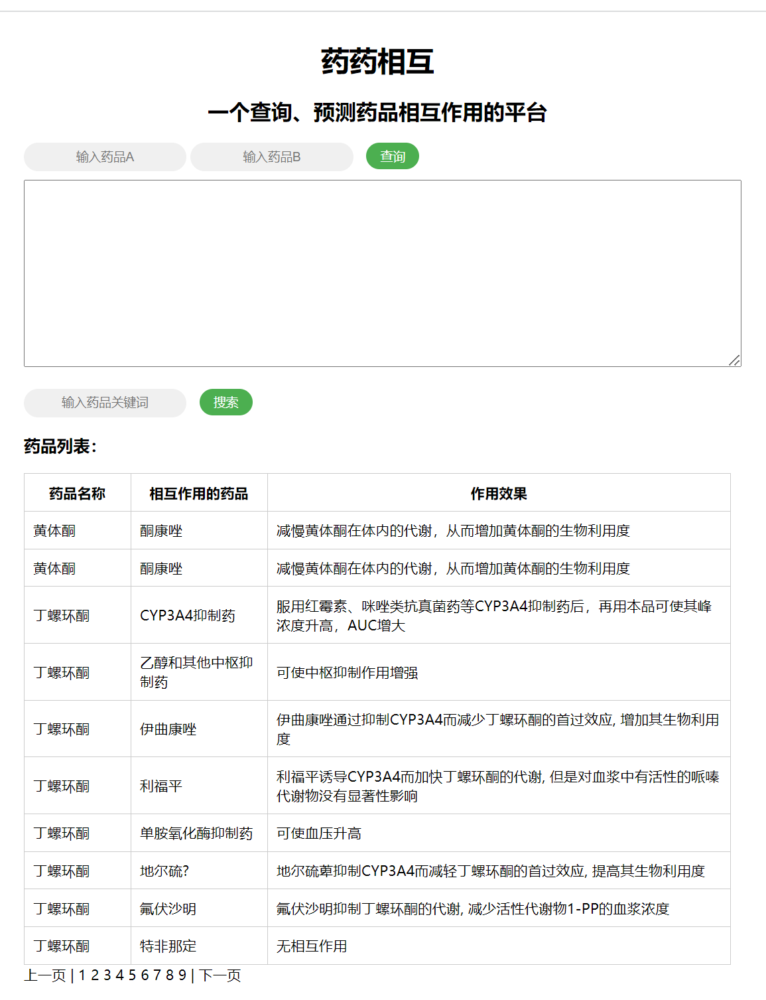 药药相互
一个查询、预测药品相互作用的平台
输入药品A 输入药品B 查询
输入药品关键词 搜索
药品列表：
药品名称 相互作用的药品 作用效果
黄体酮 酮康唑 减慢黄体酮在体内的代谢，从而增加黄体酮的生物利用度
黄体酮 酮康唑 减慢黄体酮在体内的代谢，从而增加黄体酮的生物利用度
丁螺环酮 CYP3A4抑制药 服用红霉素、咪唑类抗真菌药等CYP3A4抑制药后，再用本品可使其峰
浓度升高，AUC增大
丁螺环酮 乙醇和其他中枢抑
制药 可使中枢抑制作用增强
丁螺环酮 伊曲康唑 伊曲康唑通过抑制CYP3A4而减少丁螺环酮的首过效应, 增加其生物利用
度
丁螺环酮 利福平 利福平诱导CYP3A4而加快丁螺环酮的代谢, 但是对血浆中有活性的哌嗪
代谢物没有显著性影响
丁螺环酮 单胺氧化酶抑制药 可使血压升高
丁螺环酮 地尔硫? 地尔硫䓬抑制CYP3A4而减轻丁螺环酮的首过效应, 提高其生物利用度
丁螺环酮 氟伏沙明 氟伏沙明抑制丁螺环酮的代谢, 减少活性代谢物1-PP的血浆浓度
丁螺环酮 特非那定 无相互作用
上一页 | 1 2 3 4 5 6 7 8 9 | 下一页